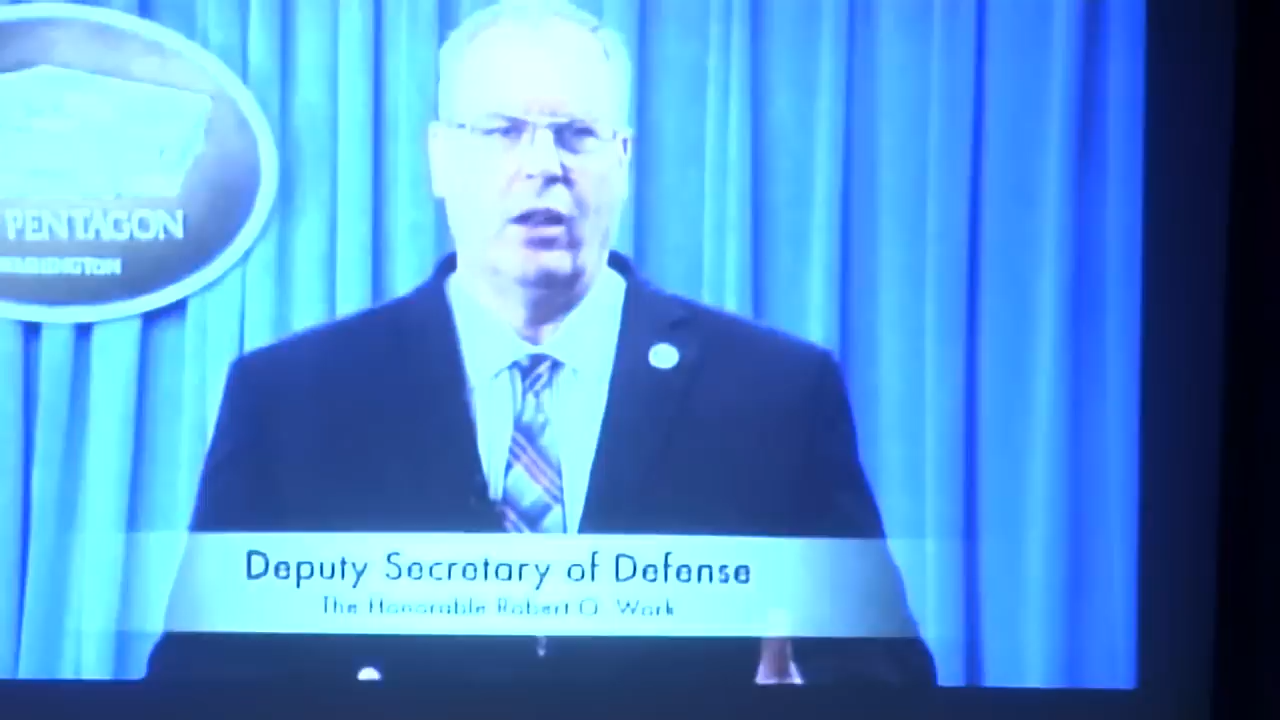 PENTAGON
Deputy Secretary of Defense
The Honorable Robert O. Work